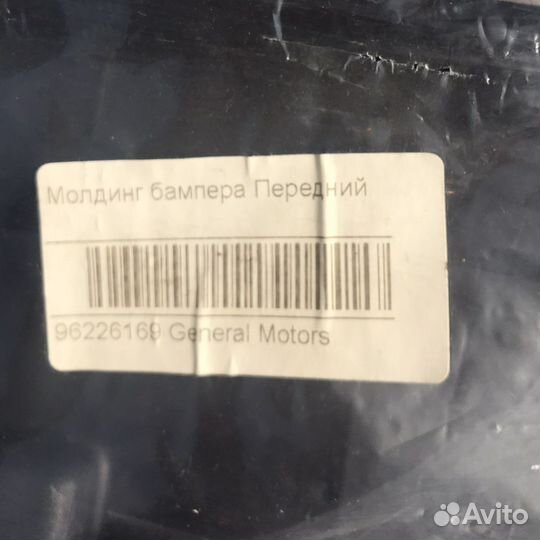 Молдинг бампера Передний
96226169 General Motors
Avito